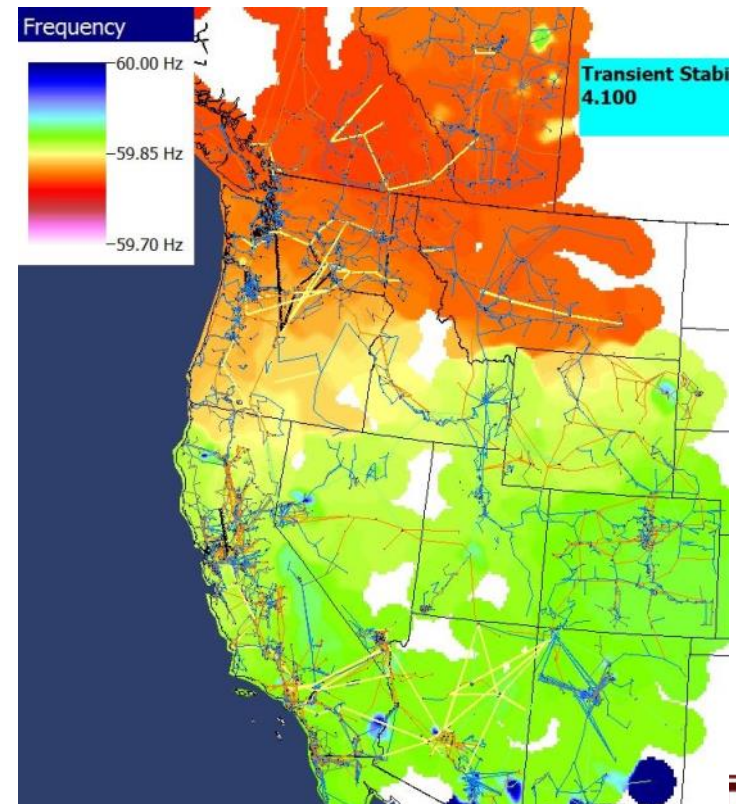 Frequency
60.00 Hz
59.85 Hz
59.70 Hz
Transient Stabi
4.100